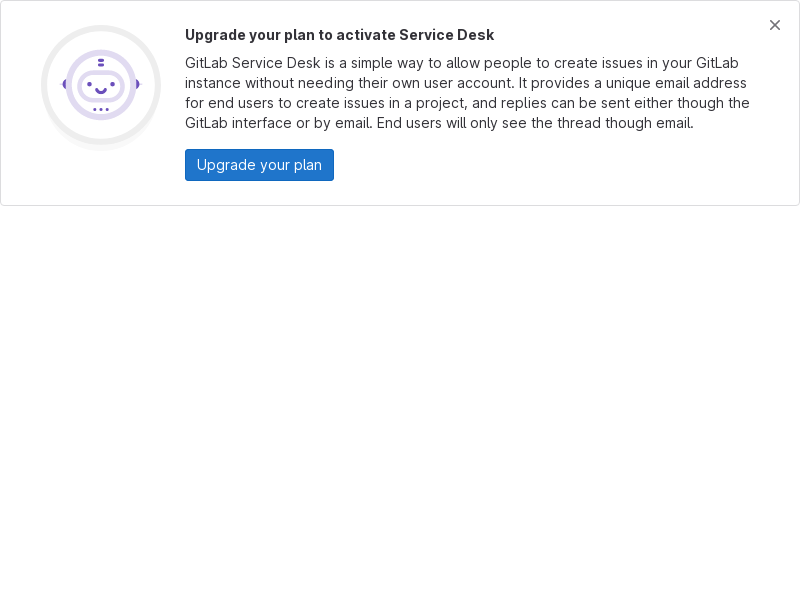 Upgrade your plan to activate Service Desk
GitLab Service Desk is a simple way to allow people to create issues in your GitLab
instance without needing their own user account. It provides a unique email address
for end users to create issues in a project, and replies can be sent either though the
GitLab interface or by email. End users will only see the thread though email.
Upgrade your plan